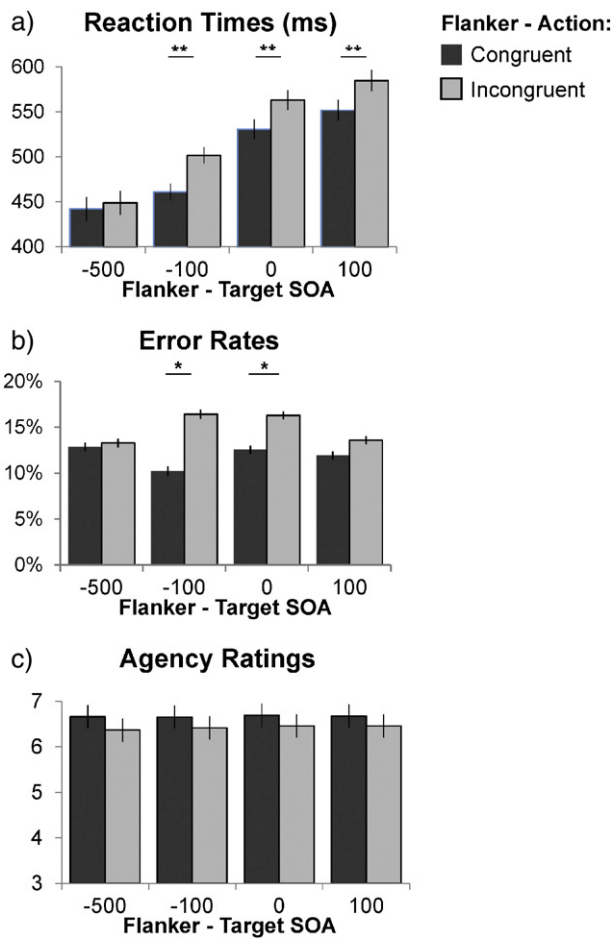 a) Reaction Times (ms)
Flanker - Action:
Congruent
Incongruent
** ** **
600
550
500
450
400
-500 -100 0 100
Flanker - Target SOA
b) Error Rates
* *
20%
15%
10%
5%
0%
-500 -100 0 100
Flanker - Target SOA
c) Agency Ratings
7
6
5
4
3
-500 -100 0 100
Flanker - Target SOA